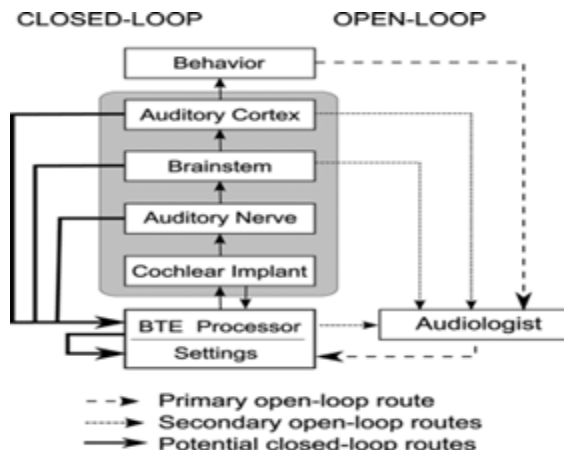 CLOSED-LOOP OPEN-LOOP
Behavior
Auditory Cortex
Brainstem
Auditory Nerve
Cochlear Implant
BTE Processor
Audiologist
Settings
Primary open-loop route
Secondary open-loop routes
Potential closed-loop routes